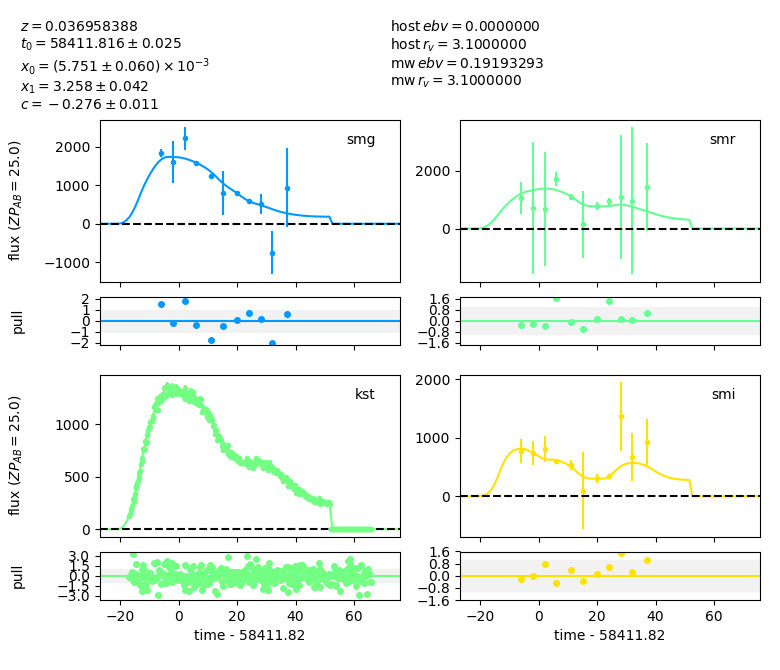 z = 0.036958388
t₀ = 58411.816 ± 0.025
x₀ = (5.751 ± 0.060) × 10⁻³
x₁ = 3.258 ± 0.042
c = −0.276 ± 0.011
host ebv = 0.0000000
host r_v = 3.1000000
mw ebv = 0.19193293
mw r_v = 3.1000000
flux (ZP_AB = 25.0)
2000
1000
0
−1000
smg
2000
0
smr
pull
2
1
0
−1
−2
1.6
0.8
0.0
−0.8
−1.6
flux (ZP_AB = 25.0)
1000
500
0
kst
2000
1000
0
smi
pull
3.0
1.5
0.0
−1.5
−3.0
1.6
0.8
0.0
−0.8
−1.6
−20 0 20 40 60
−20 0 20 40 60
time - 58411.82
time - 58411.82